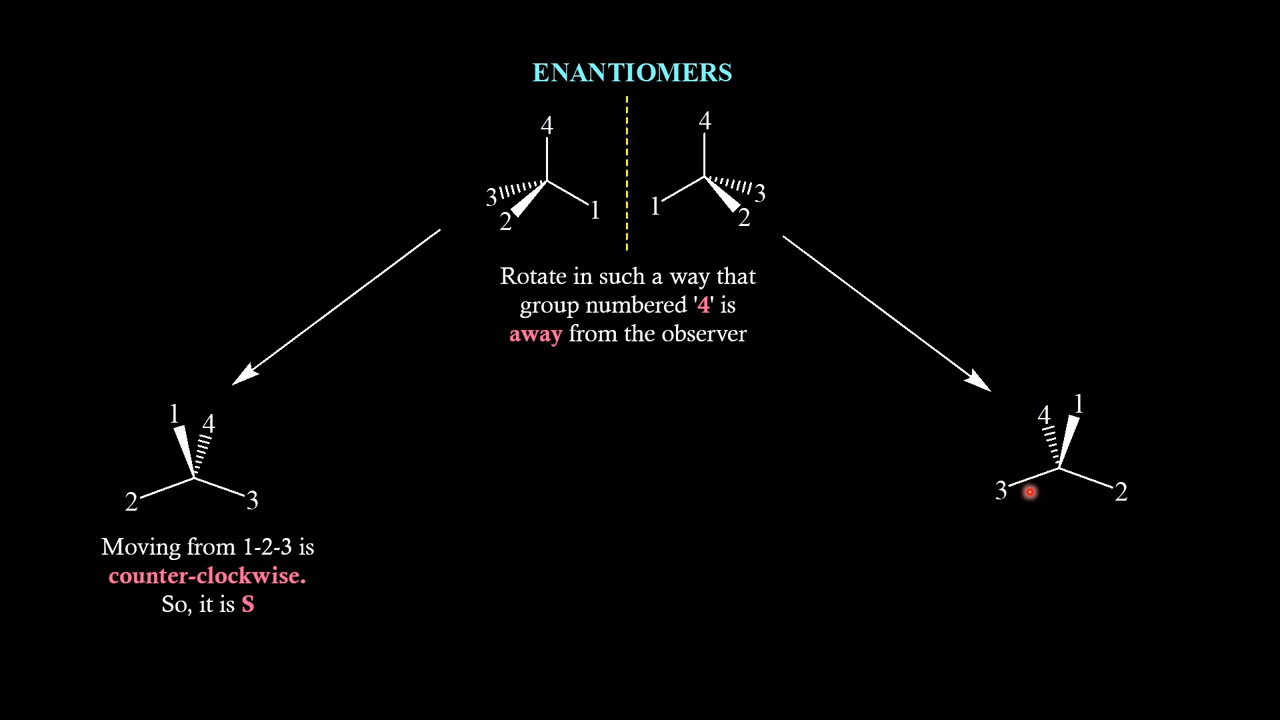 ENANTIOMERS
4
3
2
1
4
1
3
2
Rotate in such a way that
group numbered '4' is
away from the observer
1
4
2
3
Moving from 1-2-3 is
counter-clockwise.
So, it is S
4
1
3
2